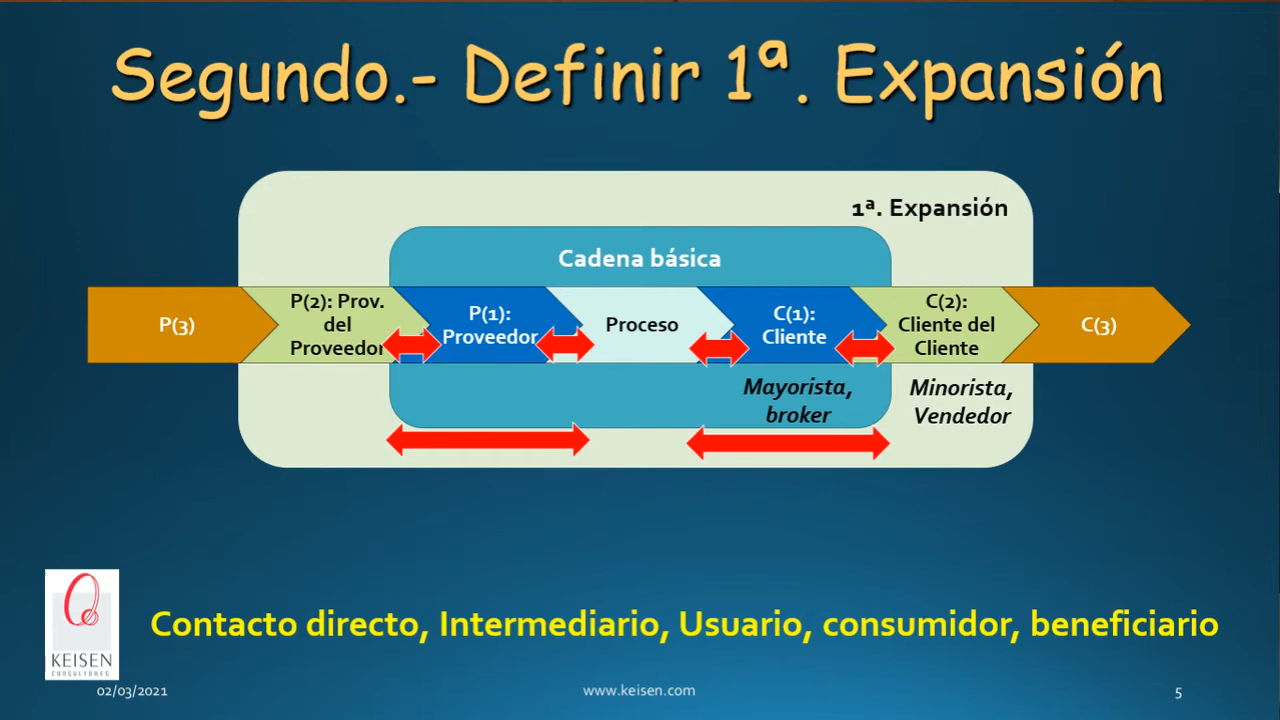 Segundo.- Definir 1ª. Expansión
1ª. Expansión
Cadena básica
P(3)
P(2): Prov.
del
Proveedor
P(1):
Proveedor
Proceso
C(1):
Cliente
C(2):
Cliente del
Cliente
C(3)
Mayorista,
broker
Minorista,
Vendedor
Contacto directo, Intermediario, Usuario, consumidor, beneficiario
KEISEN
CONSULTORES
02/03/2021
www.keisen.com
5